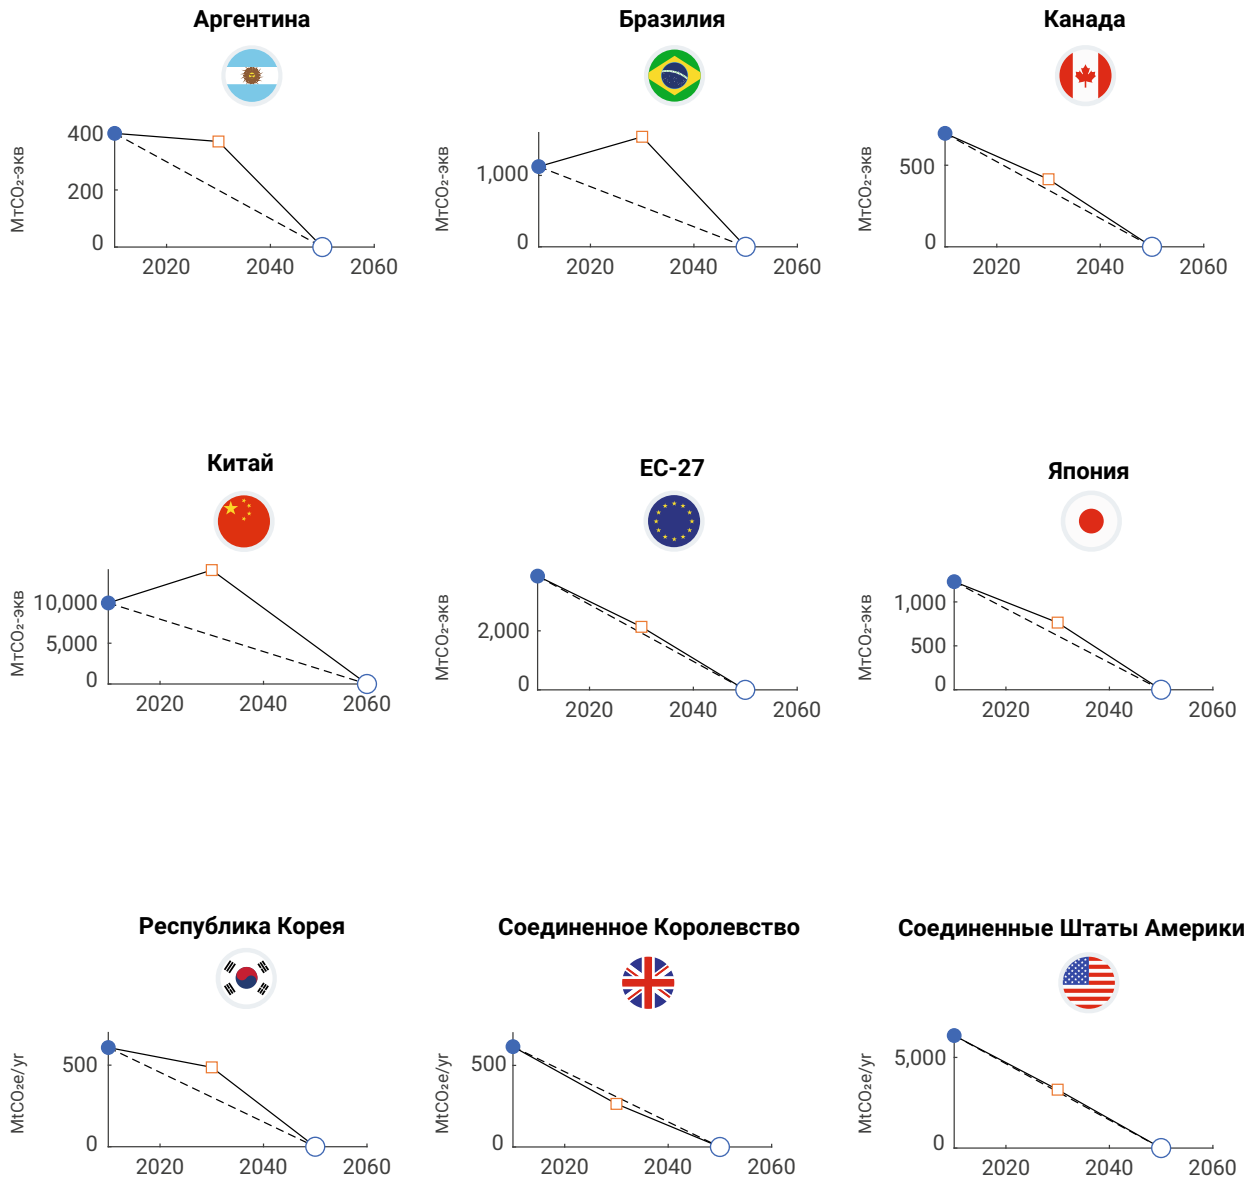 Аргентина
Бразилия
Канада
МтCO₂-экв
400
200
0
2020 2040 2060
МтCO₂-экв
1,000
0
2020 2040 2060
МтCO₂-экв
500
0
2020 2040 2060
Китай
ЕС-27
Япония
МтCO₂-экв
10,000
5,000
0
2020 2040 2060
МтCO₂-экв
2,000
0
2020 2040 2060
МтCO₂-экв
1,000
500
0
2020 2040 2060
Республика Корея
Соединенное Королевство
Соединенные Штаты Америки
MtCO₂e/yr
500
0
2020 2040 2060
MtCO₂e/yr
500
0
2020 2040 2060
MtCO₂e/yr
5,000
0
2020 2040 2060